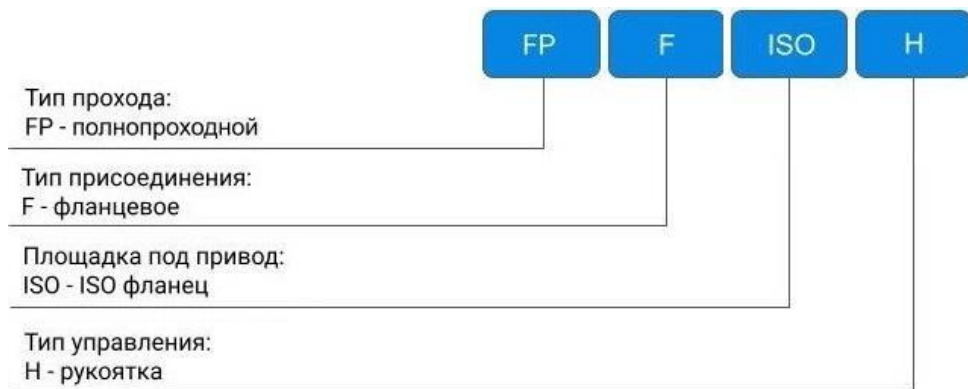 FP F ISO H
Тип прохода:
FP - полнопроходной
Тип присоединения:
F - фланцевое
Площадка под привод:
ISO - ISO фланец
Тип управления:
H - рукоятка